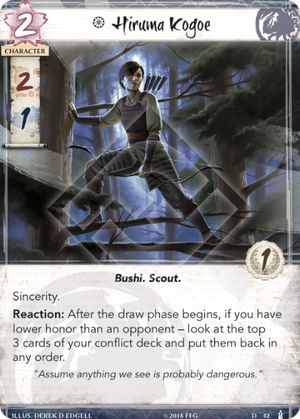 2
Hiruma Kogoe
CHARACTER
2
1
1
Bushi. Scout.
Sincerity.
Reaction: After the draw phase begins, if you have
lower honor than an opponent – look at the top
3 cards of your conflict deck and put them back in
any order.
"Assume anything we see is probably dangerous."
ILLUS. DEREK D EDGELL
©2018 FFG
D 42